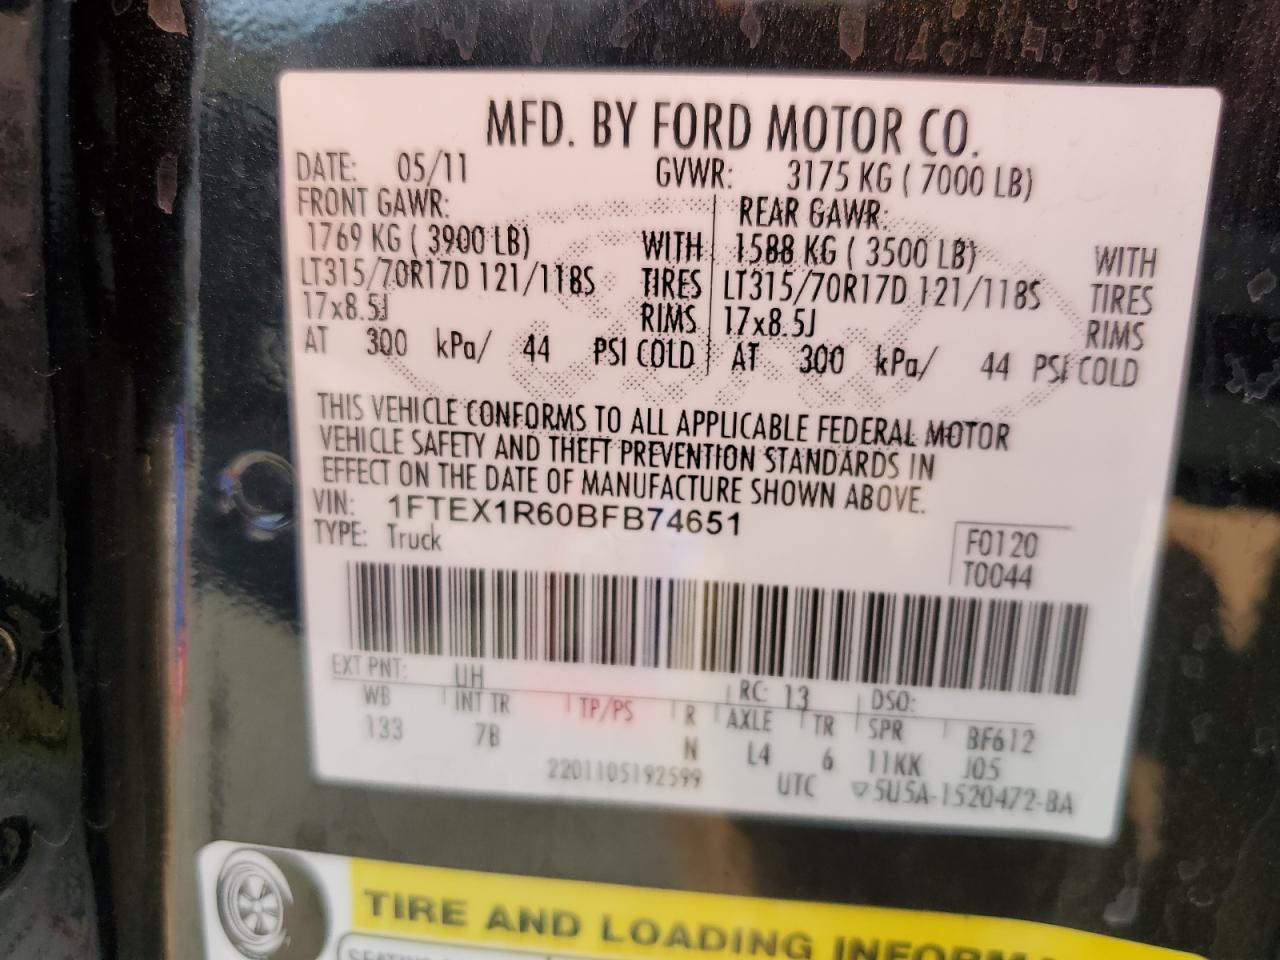 MFD. BY FORD MOTOR CO.
DATE: 05/11 GVWR: 3175 KG ( 7000 LB)
FRONT GAWR: REAR GAWR:
1769 KG ( 3900 LB) WITH 1588 KG ( 3500 LB) WITH
LT315/70R17D 121/118S TIRES LT315/70R17D 121/118S TIRES
17x8.5J RIMS 17x8.5J RIMS
AT 300 kPa/ 44 PSI COLD AT 300 kPa/ 44 PSI COLD
THIS VEHICLE CONFORMS TO ALL APPLICABLE FEDERAL MOTOR
VEHICLE SAFETY AND THEFT PREVENTION STANDARDS IN
EFFECT ON THE DATE OF MANUFACTURE SHOWN ABOVE.
VIN: 1FTEX1R60BFB74651
TYPE: Truck
F0120
T0044
EXT PNT: UH RC: 13 DSO:
WB INT TR TP/PS R AXLE TR SPR BF612
133 7B N L4 6 11KK J05
2201105192599 UTC ▽5U5A-1520472-BA
TIRE AND LOADING INFORMA